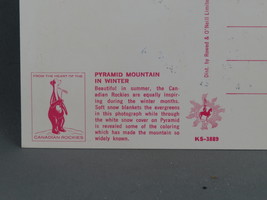 FROM THE HEART OF THE
CANADIAN ROCKIES
PYRAMID MOUNTAIN
IN WINTER
Beautiful in summer, the Can-
adian Rockies are equally inspir-
ing during the winter months.
Soft snow blankets the evergreens
in this photograph while through
the white snow cover on Pyramid
is revealed some of the coloring
which has made the mountain so
widely known.
HS-3889
Dist. by Rowed & O'Neill Limited